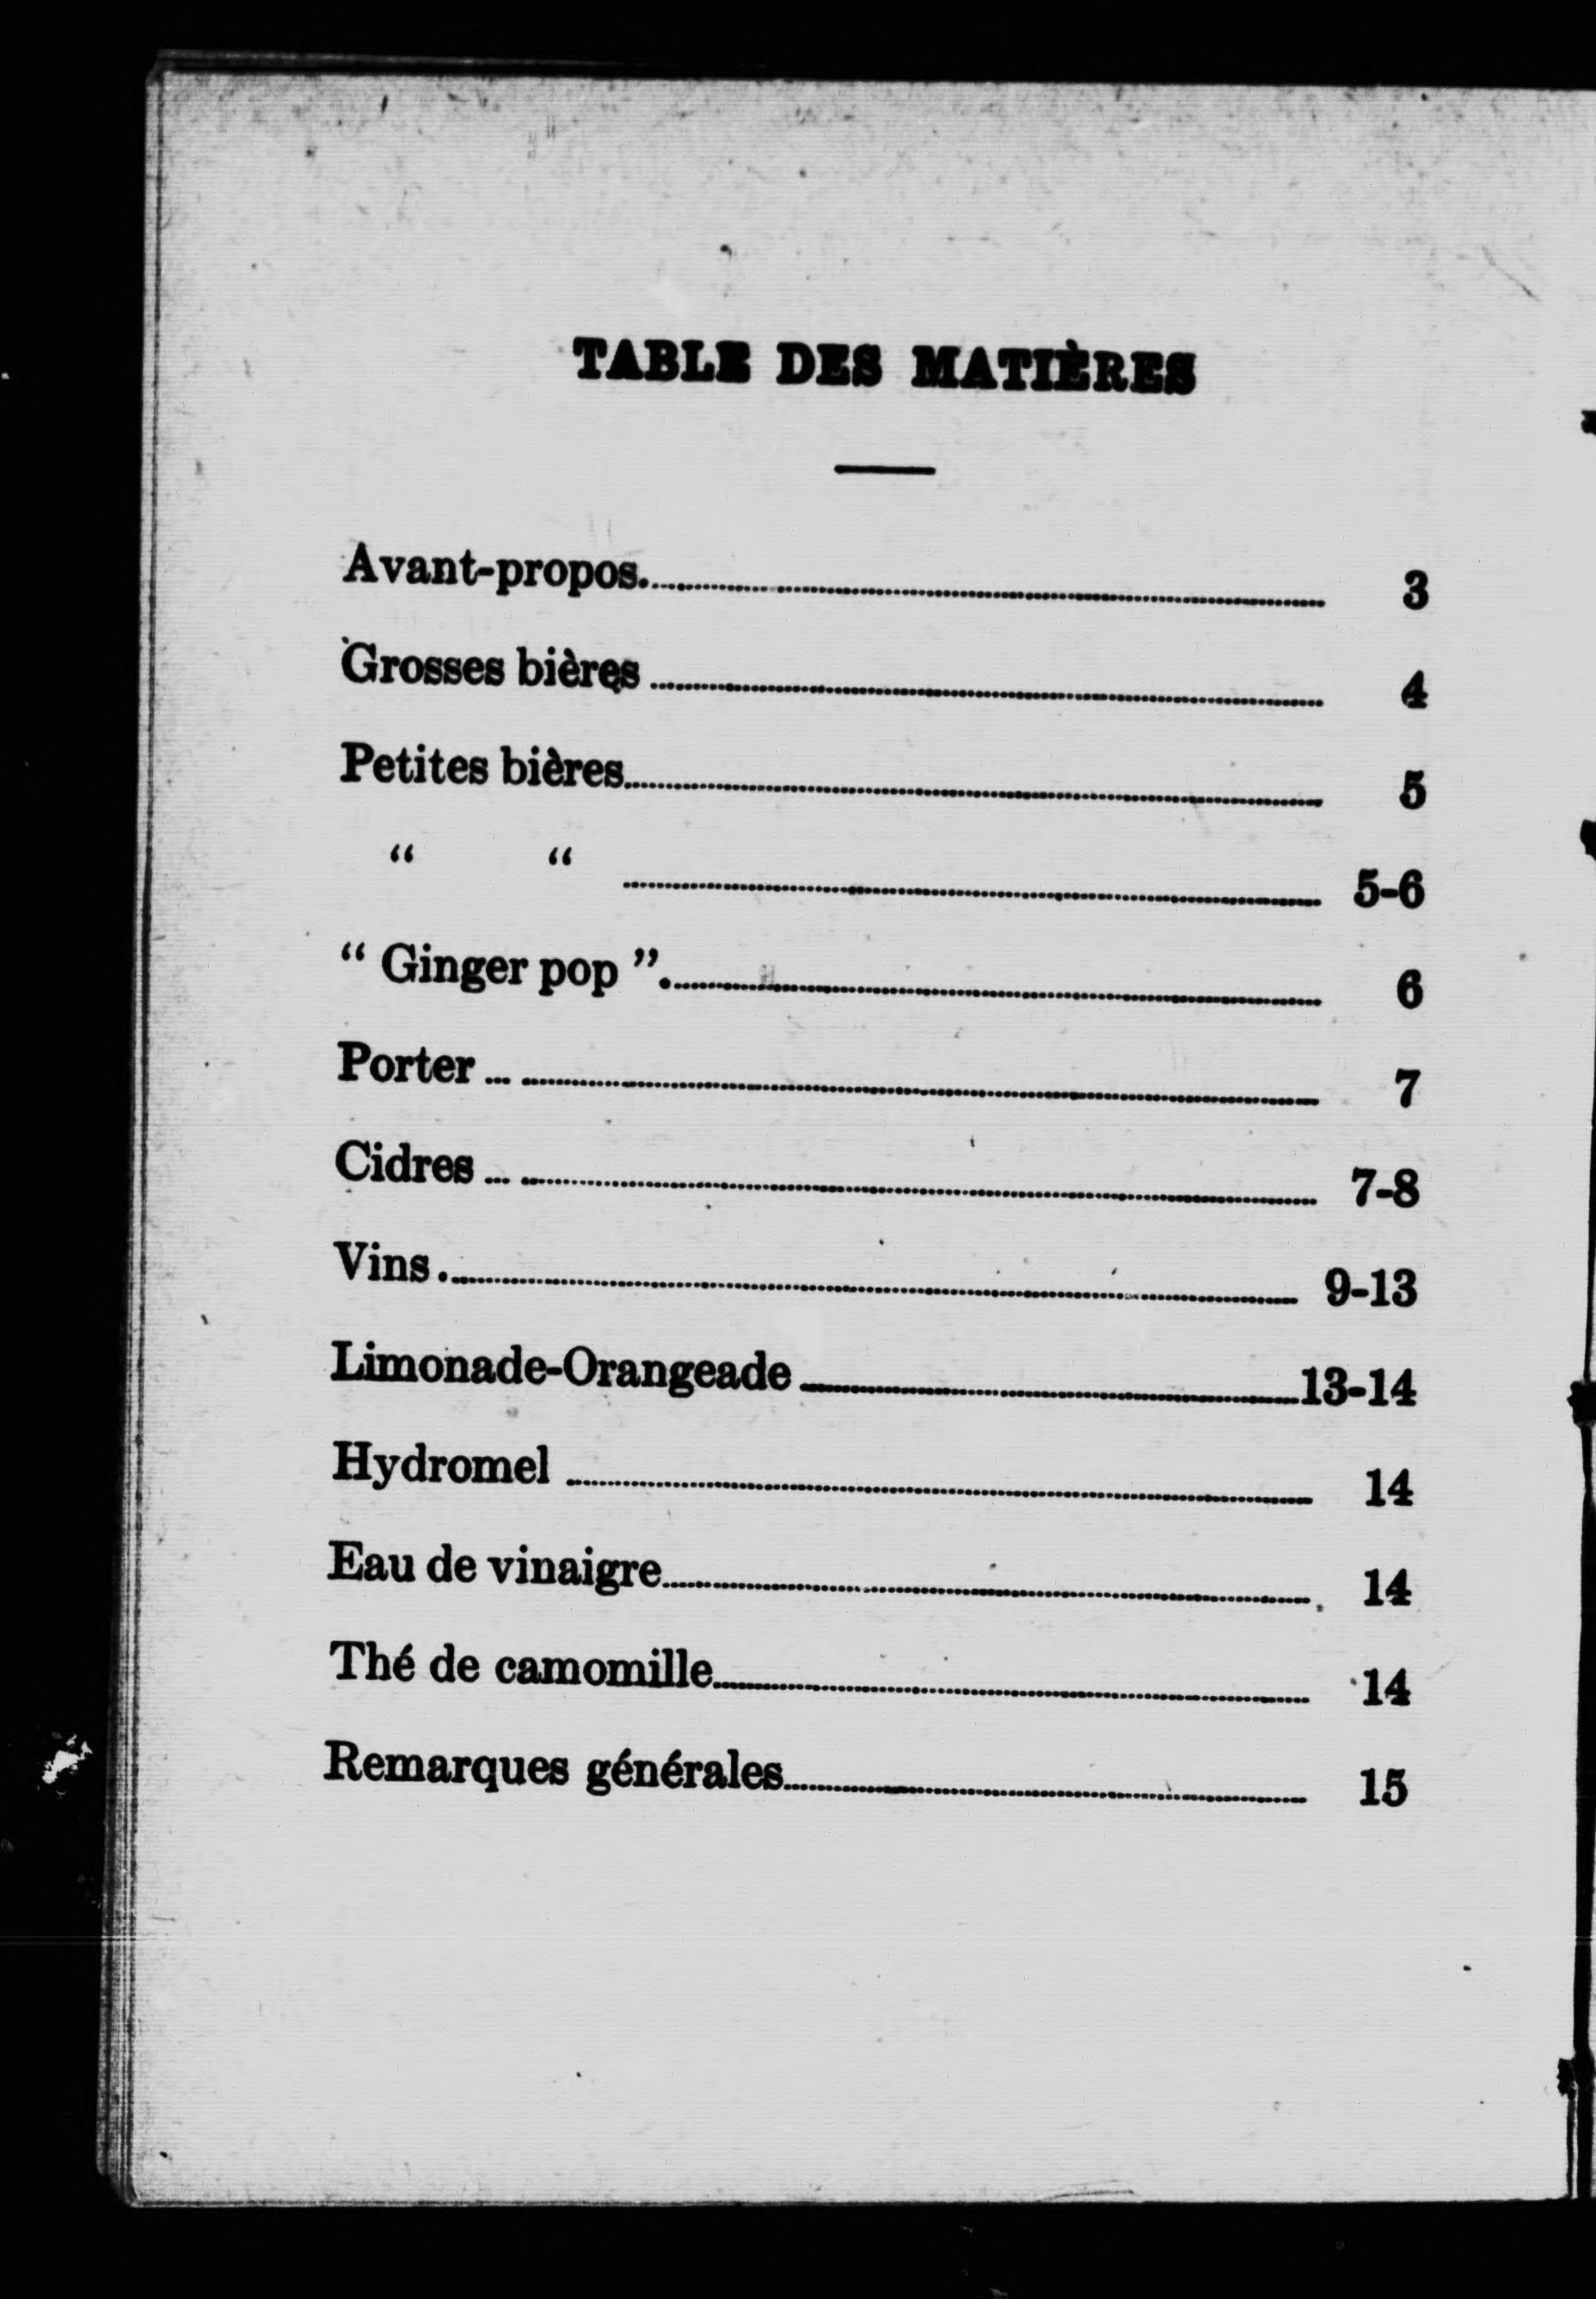 TABLE DES MATIÈRES
Avant-propos. 3
Grosses bières 4
Petites bières 5
“ “ 5-6
“ Ginger pop ”. 6
Porter 7
Cidres 7-8
Vins. 9-13
Limonade-Orangeade 13-14
Hydromel 14
Eau de vinaigre 14
Thé de camomille 14
Remarques générales 15